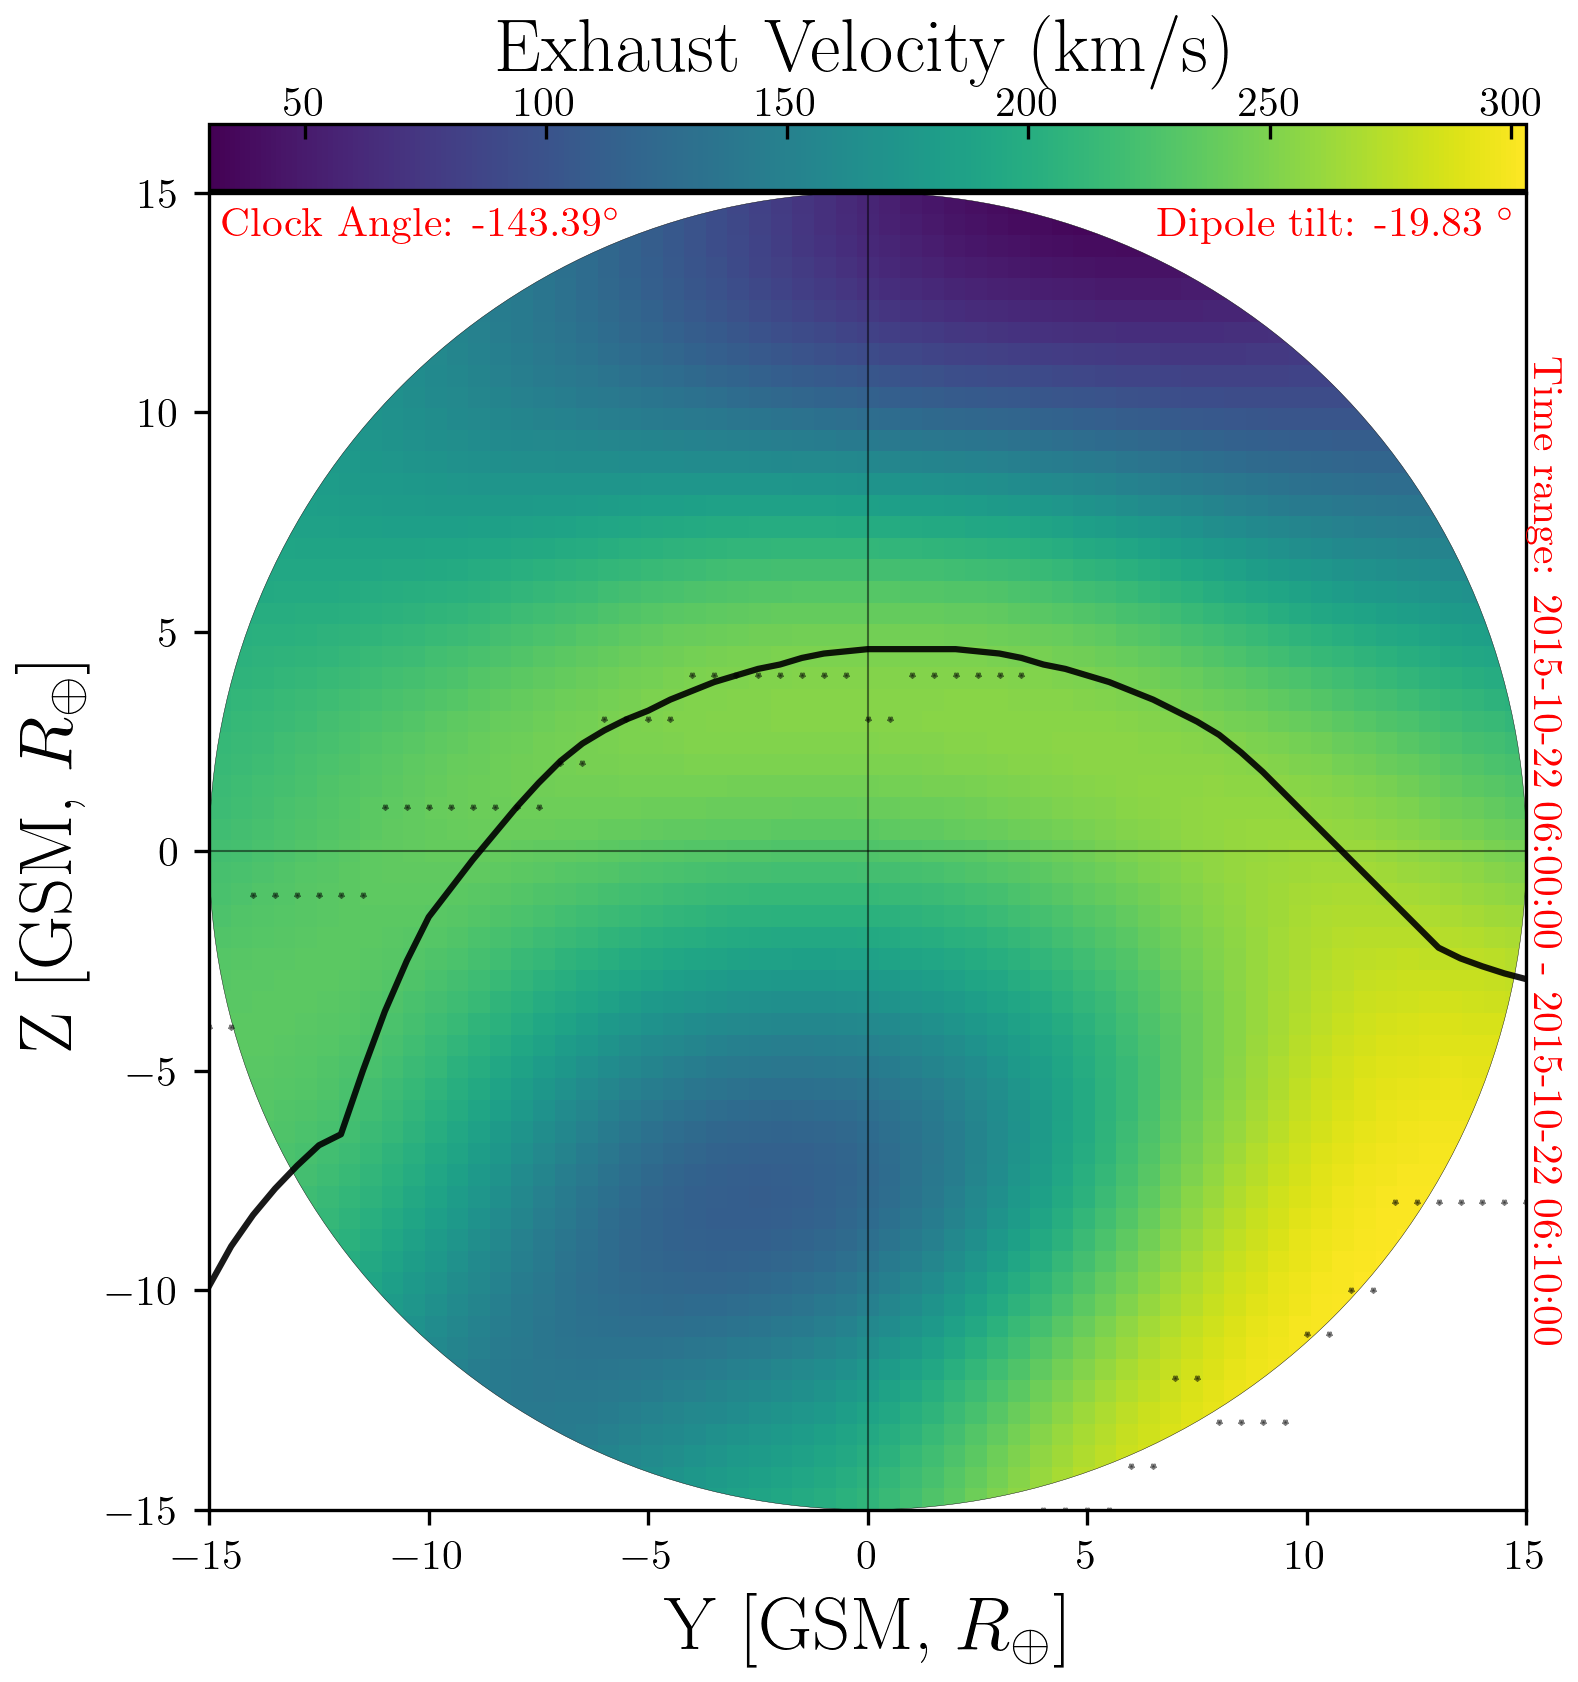 Exhaust Velocity (km/s)
50 100 150 200 250 300
Clock Angle: -143.39°
Dipole tilt: -19.83 °
Time range: 2015-10-22 06:00:00 - 2015-10-22 06:10:00
Z [GSM, R⊕]
15
10
5
0
−5
−10
−15
−15 −10 −5 0 5 10 15
Y [GSM, R⊕]